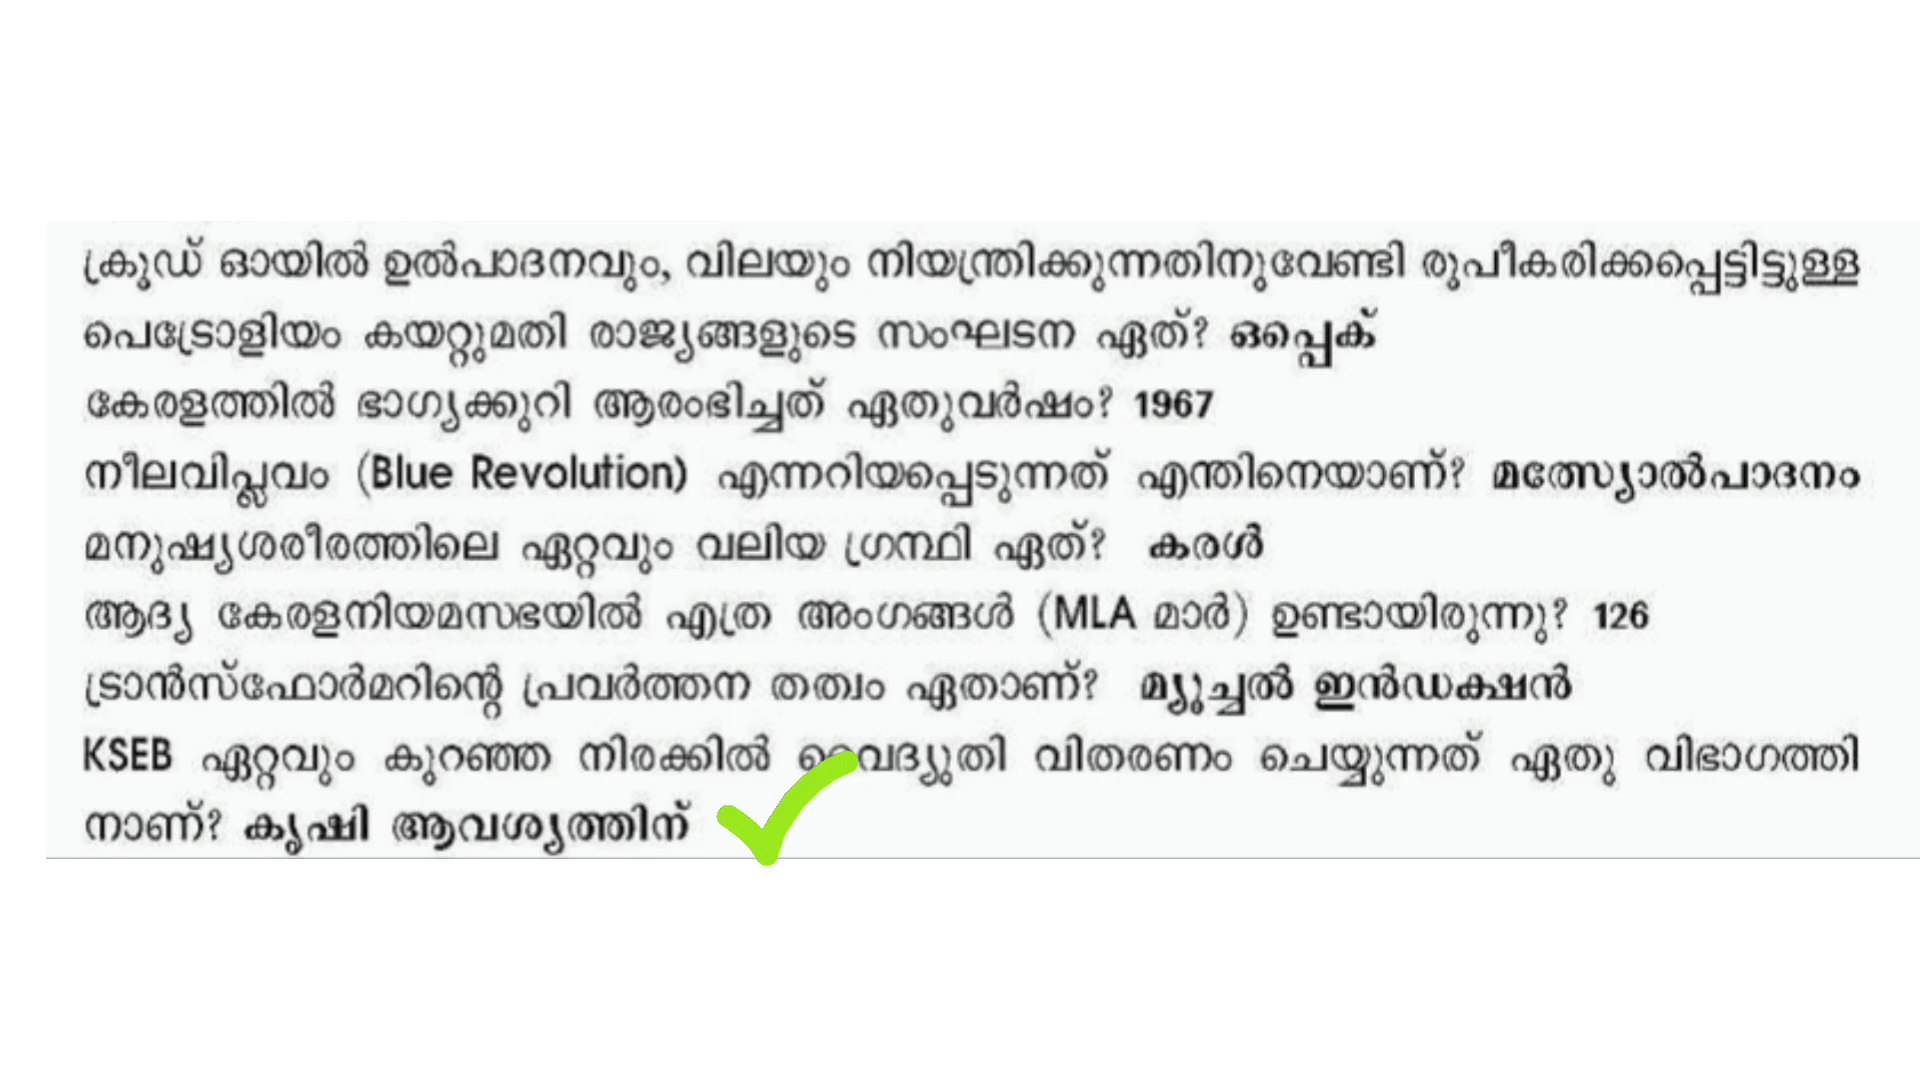 ക്രൂഡ് ഓയിൽ ഉൽപാദനവും, വിലയും നിയന്ത്രിക്കുന്നതിനുവേണ്ടി രുപീകരിക്കപ്പെട്ടിട്ടുള്ള
പെട്രോളിയം കയറ്റുമതി രാജ്യങ്ങളുടെ സംഘടന ഏത്? ഒപ്പെക്
കേരളത്തിൽ ഭാഗ്യക്കുറി ആരംഭിച്ചത് ഏതുവർഷം? 1967
നീലവിപ്ലവം (Blue Revolution) എന്നറിയപ്പെടുന്നത് എന്തിനെയാണ്? മത്സ്യോൽപാദനം
മനുഷ്യശരീരത്തിലെ ഏറ്റവും വലിയ ഗ്രന്ഥി ഏത്? കരൾ
ആദ്യ കേരളനിയമസഭയിൽ എത്ര അംഗങ്ങൾ (MLA മാർ) ഉണ്ടായിരുന്നു? 126
ട്രാൻസ്ഫോർമറിന്റെ പ്രവർത്തന തത്വം ഏതാണ്? മ്യൂച്ചൽ ഇൻഡക്ഷൻ
KSEB ഏറ്റവും കുറഞ്ഞ നിരക്കിൽ വൈദ്യുതി വിതരണം ചെയ്യുന്നത് ഏതു വിഭാഗത്തി
നാണ്? കൃഷി ആവശ്യത്തിന്